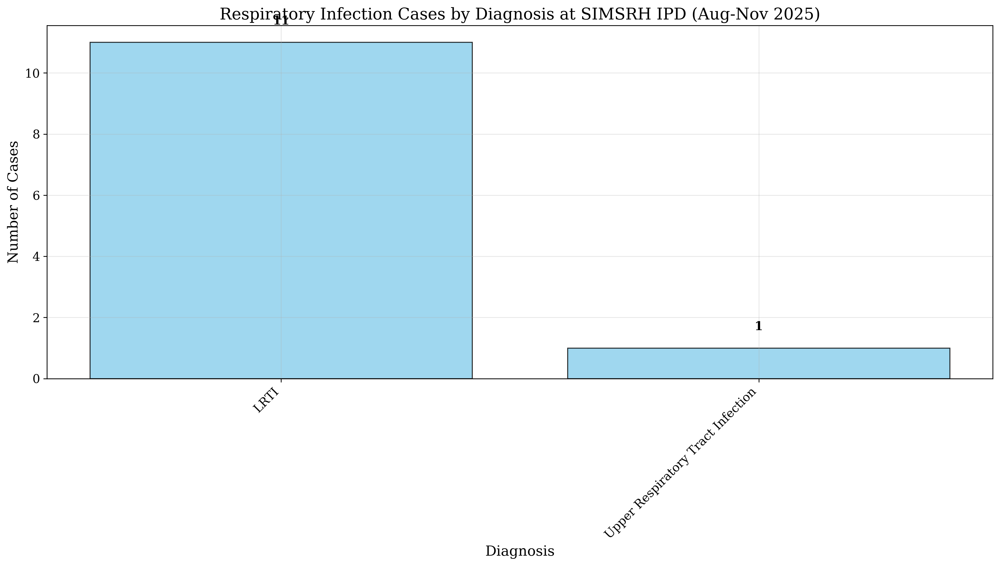 Respiratory Infection Cases by Diagnosis at SIMSRH IPD (Aug-Nov 2025)
11
10
8
6
4
2
0
Number of Cases
1
LRTI
Upper Respiratory Tract Infection
Diagnosis